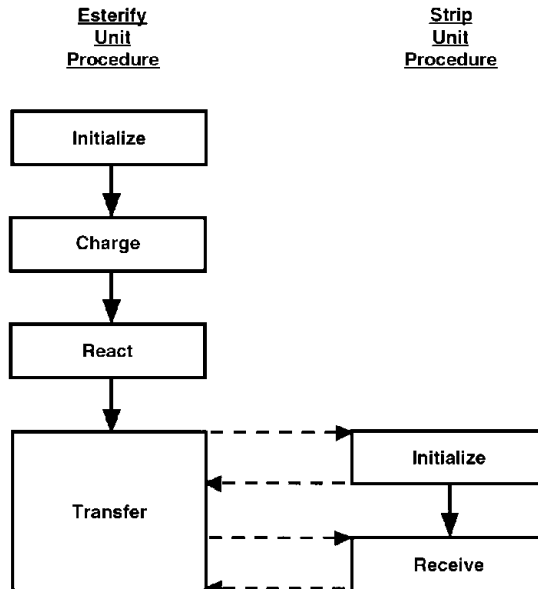 Esterify
Unit
Procedure
Strip
Unit
Procedure
Initialize
Charge
React
Transfer
Initialize
Receive